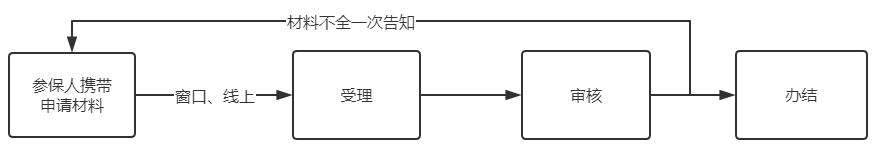 材料不全一次告知
参保人携带
申请材料
窗口、线上
受理
审核
办结